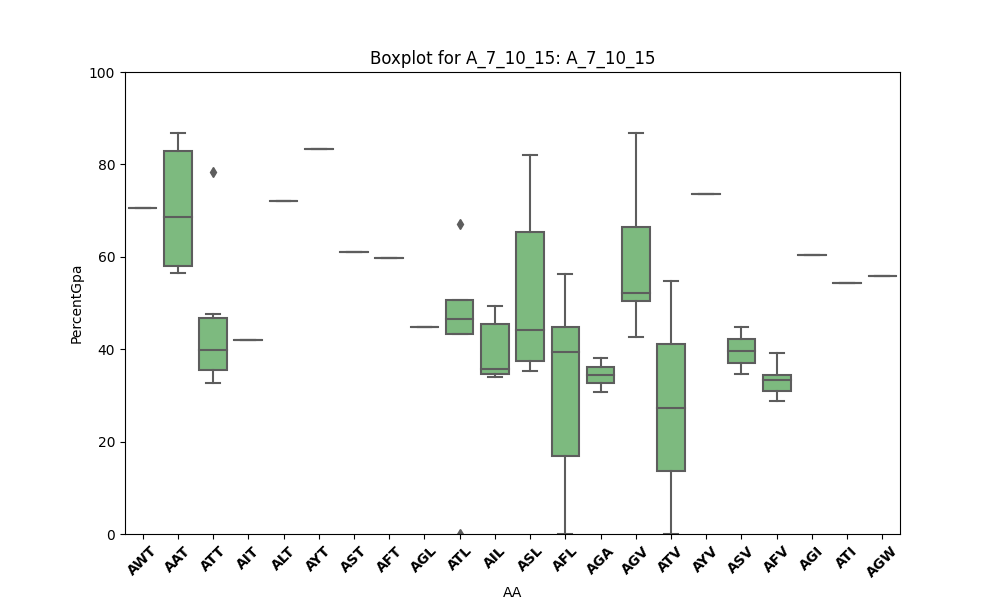 Boxplot for A_7_10_15: A_7_10_15
PercentGpa
100
80
60
40
20
0
AWT AAT ATT AIT ALT AYT AST AFT AGL ATL AIL ASL AFL AGA AGV ATV AYV ASV AFV AGI ATI AGW
AA